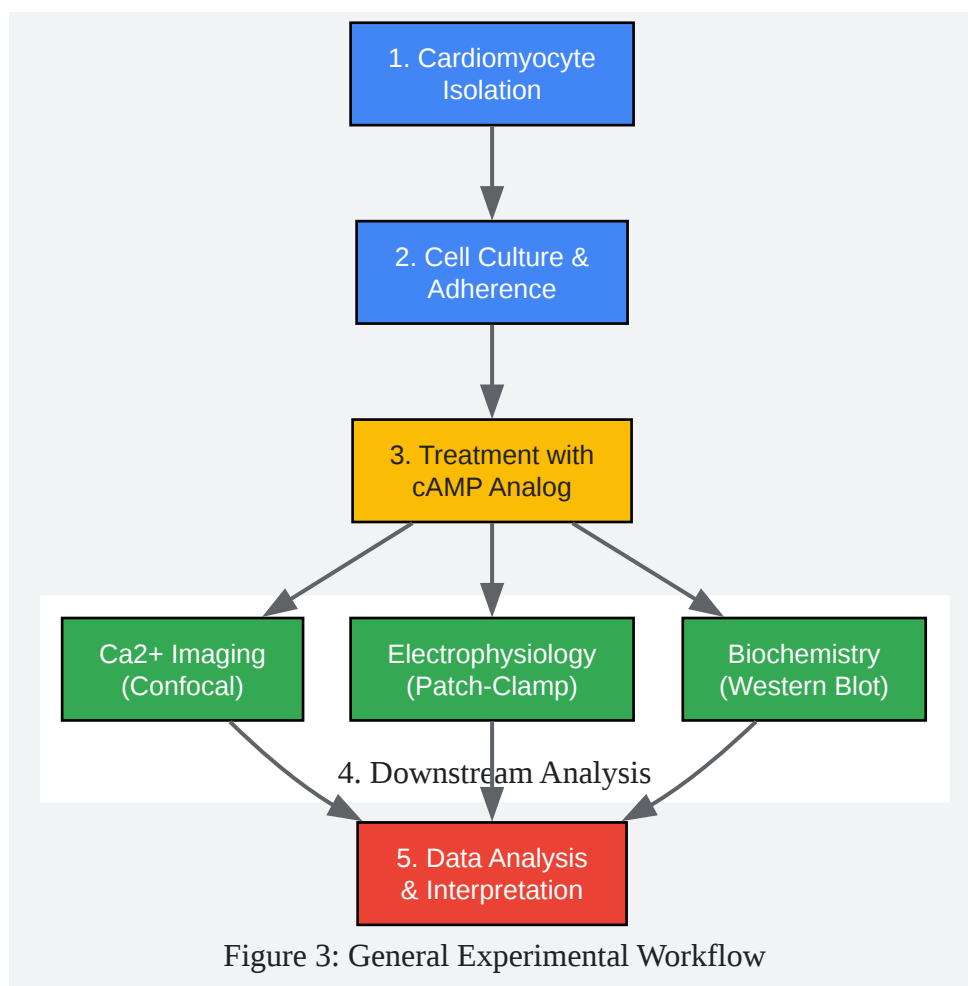 1. Cardiomyocyte
Isolation
2. Cell Culture &
Adherence
3. Treatment with
cAMP Analog
Ca2+ Imaging
(Confocal)
Electrophysiology
(Patch-Clamp)
Biochemistry
(Western Blot)
4. Downstream Analysis
5. Data Analysis
& Interpretation
Figure 3: General Experimental Workflow